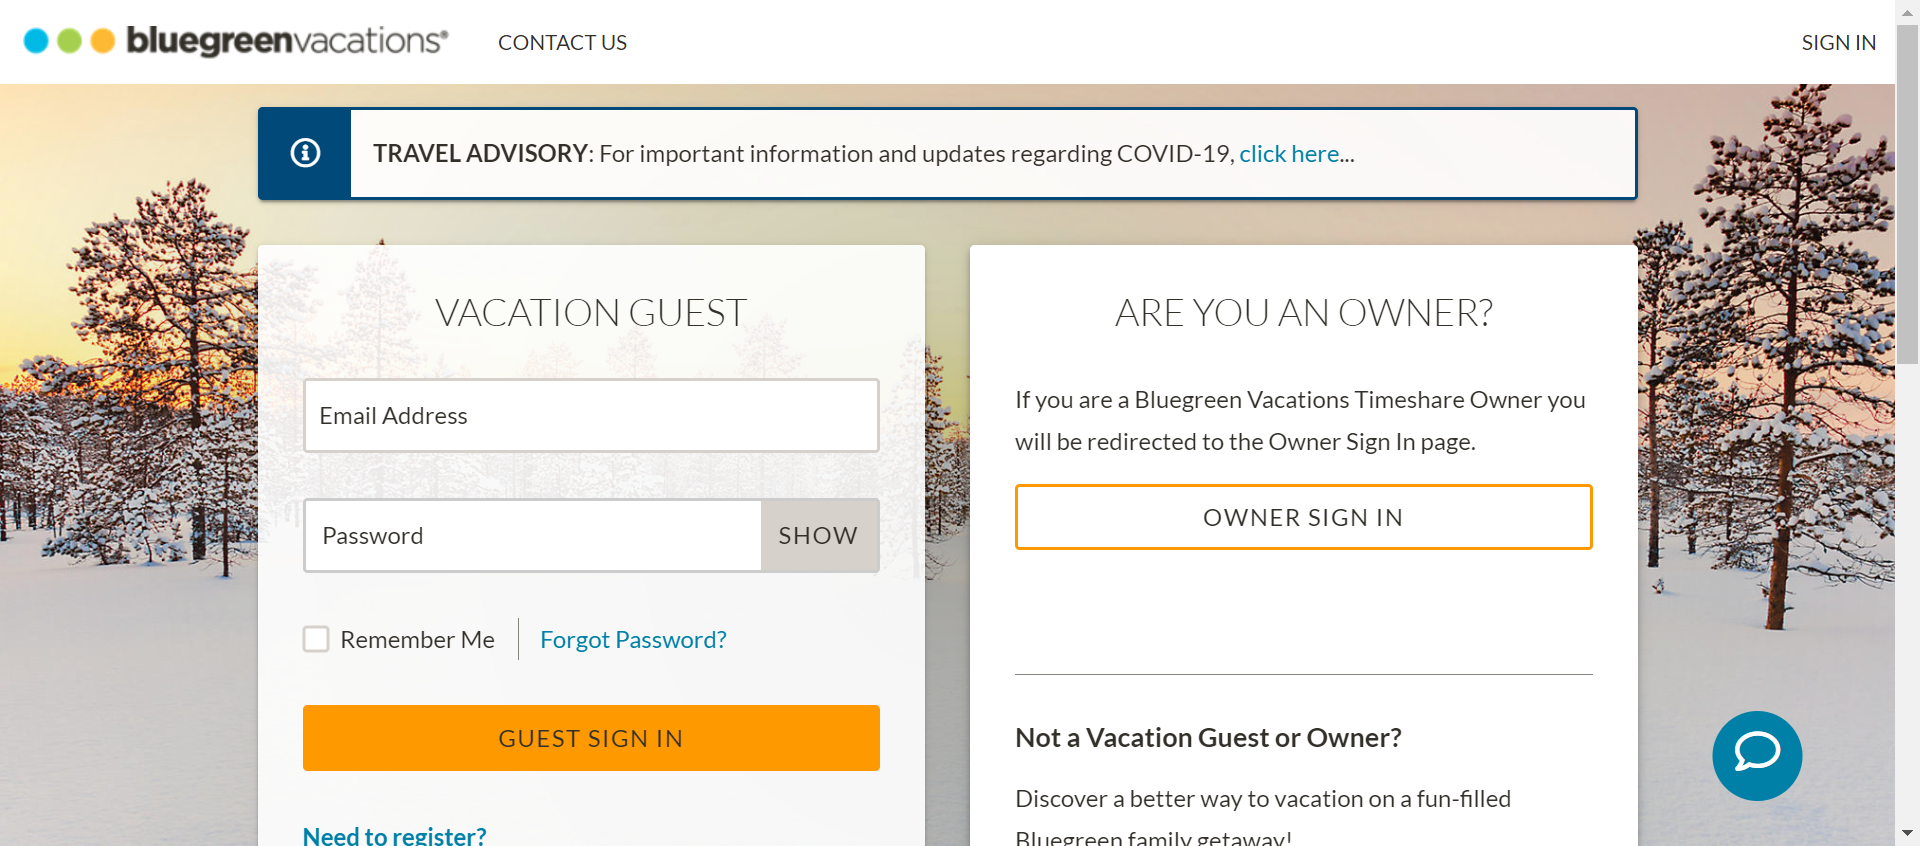 bluegreenvacations®
CONTACT US
SIGN IN
TRAVEL ADVISORY: For important information and updates regarding COVID-19, click here...
VACATION GUEST
Email Address
Password
SHOW
Remember Me
Forgot Password?
GUEST SIGN IN
Need to register?
ARE YOU AN OWNER?
If you are a Bluegreen Vacations Timeshare Owner you
will be redirected to the Owner Sign In page.
OWNER SIGN IN
Not a Vacation Guest or Owner?
Discover a better way to vacation on a fun-filled
Bluegreen family getaway!